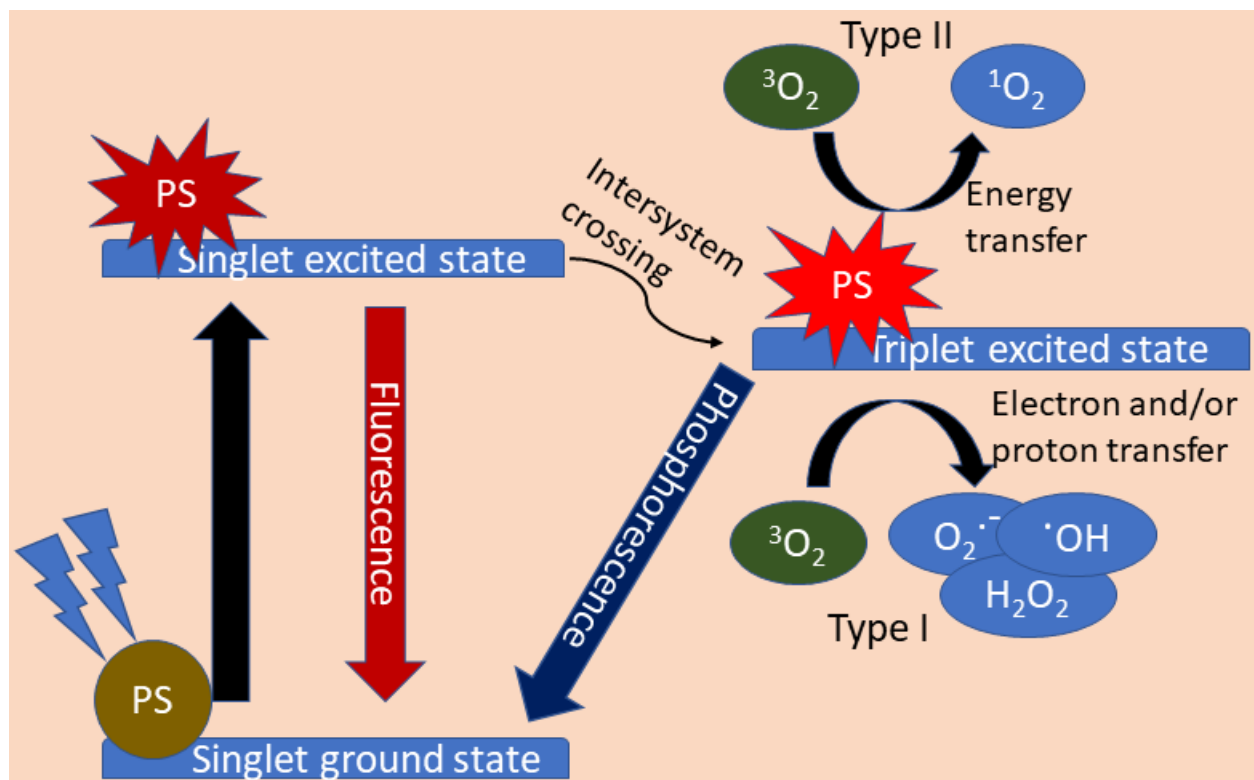 Type II
³O₂
¹O₂
PS
Intersystem
crossing
Energy
transfer
Singlet excited state
PS
Triplet excited state
Fluorescence
Phosphorescence
Electron and/or
proton transfer
³O₂
O₂·⁻
·OH
H₂O₂
Type I
PS
Singlet ground state